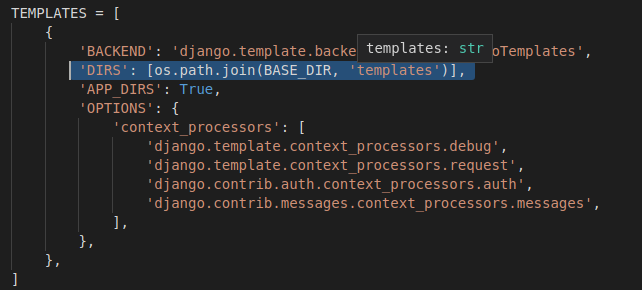 TEMPLATES = [
    {
        'BACKEND': 'django.template.backe oTemplates',
templates: str
        'DIRS': [os.path.join(BASE_DIR, 'templates')],
        'APP_DIRS': True,
        'OPTIONS': {
            'context_processors': [
                'django.template.context_processors.debug',
                'django.template.context_processors.request',
                'django.contrib.auth.context_processors.auth',
                'django.contrib.messages.context_processors.messages',
            ],
        },
    },
]